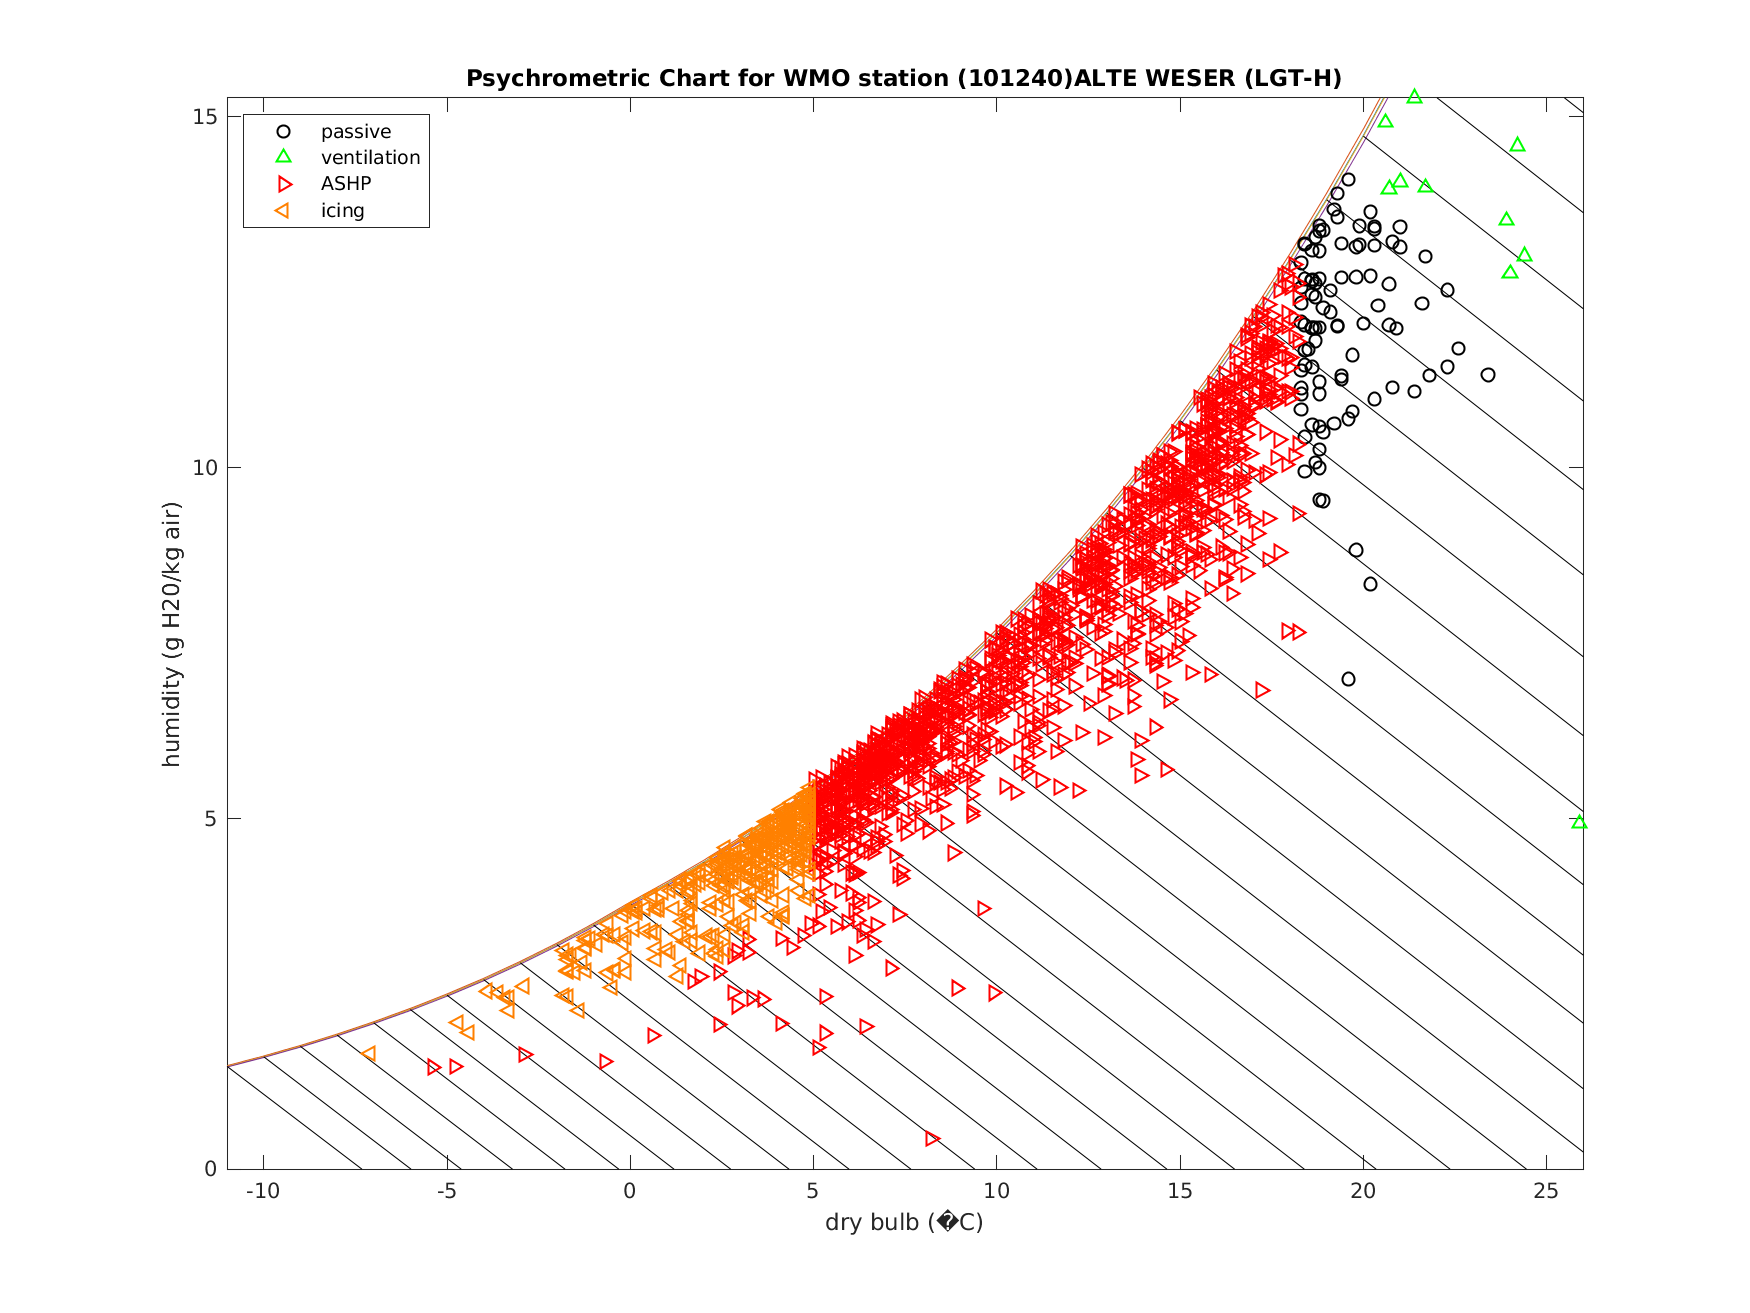 Psychrometric Chart for WMO station (101240)ALTE WESER (LGT-H)
passive
ventilation
ASHP
icing
15
10
5
0
humidity (g H20/kg air)
-10
-5
0
5
10
15
20
25
dry bulb (�C)